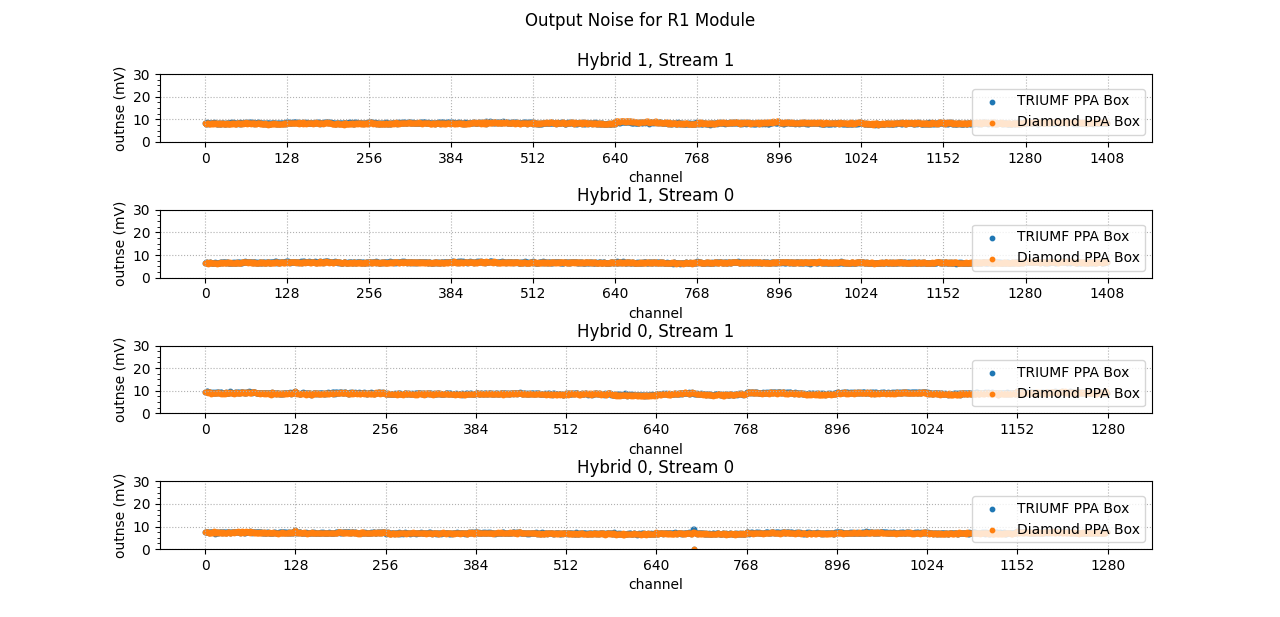 Output Noise for R1 Module
Hybrid 1, Stream 1
30
20
10
0
outnse (mV)
TRIUMF PPA Box
Diamond PPA Box
0 128 256 384 512 640 768 896 1024 1152 1280 1408
channel
Hybrid 1, Stream 0
30
20
10
0
outnse (mV)
TRIUMF PPA Box
Diamond PPA Box
0 128 256 384 512 640 768 896 1024 1152 1280 1408
channel
Hybrid 0, Stream 1
30
20
10
0
outnse (mV)
TRIUMF PPA Box
Diamond PPA Box
0 128 256 384 512 640 768 896 1024 1152 1280
channel
Hybrid 0, Stream 0
30
20
10
0
outnse (mV)
TRIUMF PPA Box
Diamond PPA Box
0 128 256 384 512 640 768 896 1024 1152 1280
channel